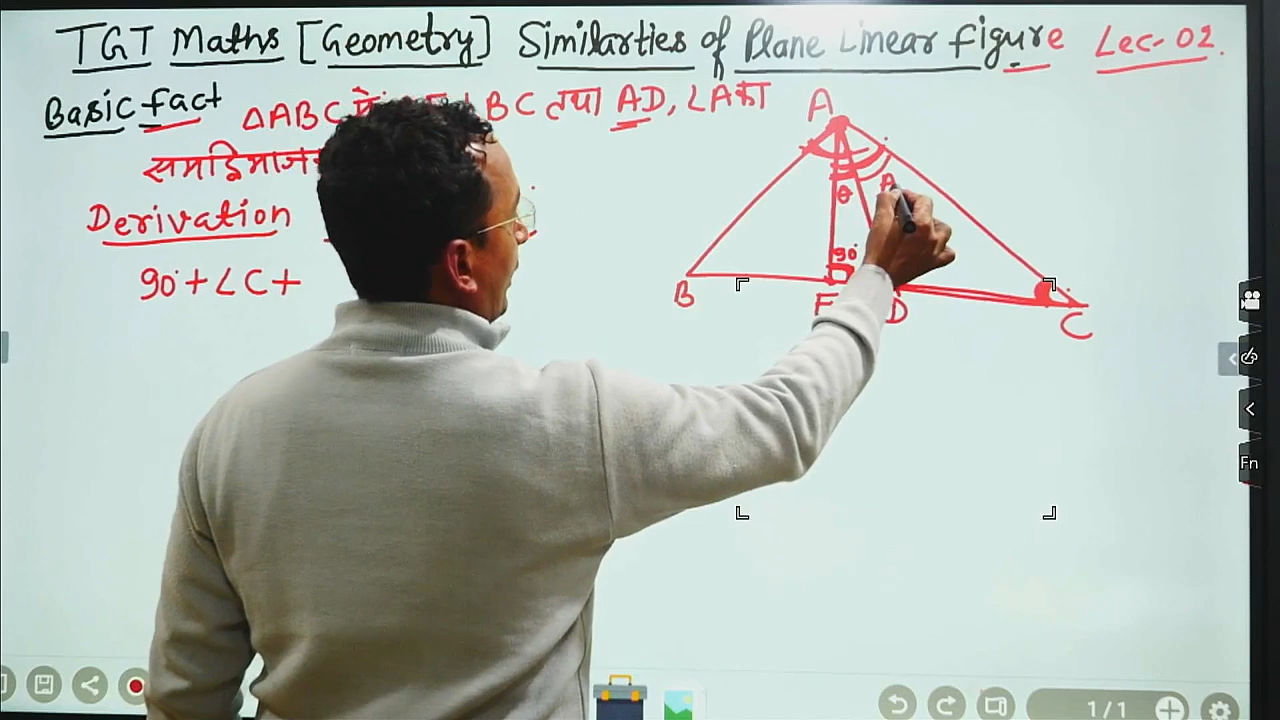 TGT Maths [Geometry] Similarties of Plane Linear figure Lec-02.
Basic fact ΔABC BC तथा AD, ∠A का
Derivation
90°+∠C+
A
θ
90°
B
D
C
1/1
Fn